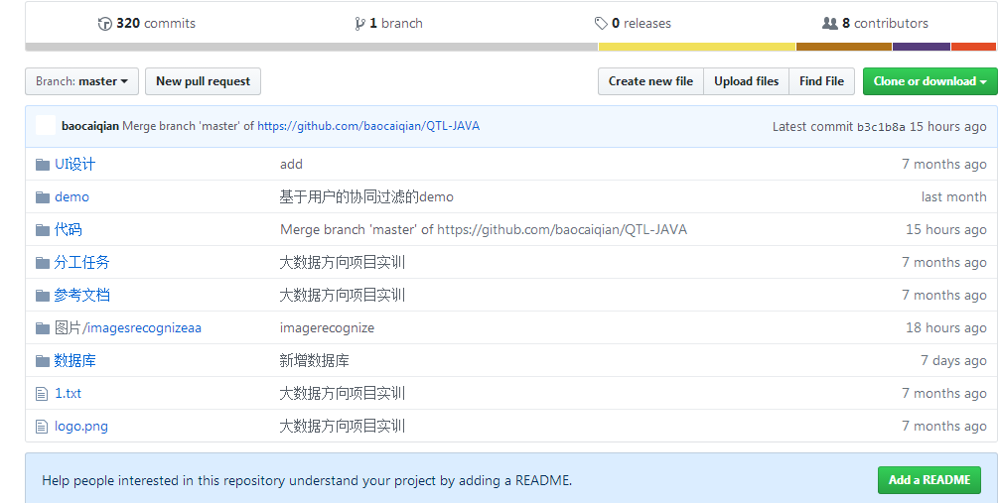 320 commits 1 branch 0 releases 8 contributors
Branch: master New pull request Create new file Upload files Find File Clone or download
baocaiqian Merge branch 'master' of https://github.com/baocaiqian/QTL-JAVA Latest commit b3c1b8a 15 hours ago
UI设计 add 7 months ago
demo 基于用户的协同过滤的demo last month
代码 Merge branch 'master' of https://github.com/baocaiqian/QTL-JAVA 15 hours ago
分工任务 大数据方向项目实训 7 months ago
参考文档 大数据方向项目实训 7 months ago
图片/imagesrecognizeaa imagerecognize 18 hours ago
数据库 新增数据库 7 days ago
1.txt 大数据方向项目实训 7 months ago
logo.png 大数据方向项目实训 7 months ago
Help people interested in this repository understand your project by adding a README. Add a README